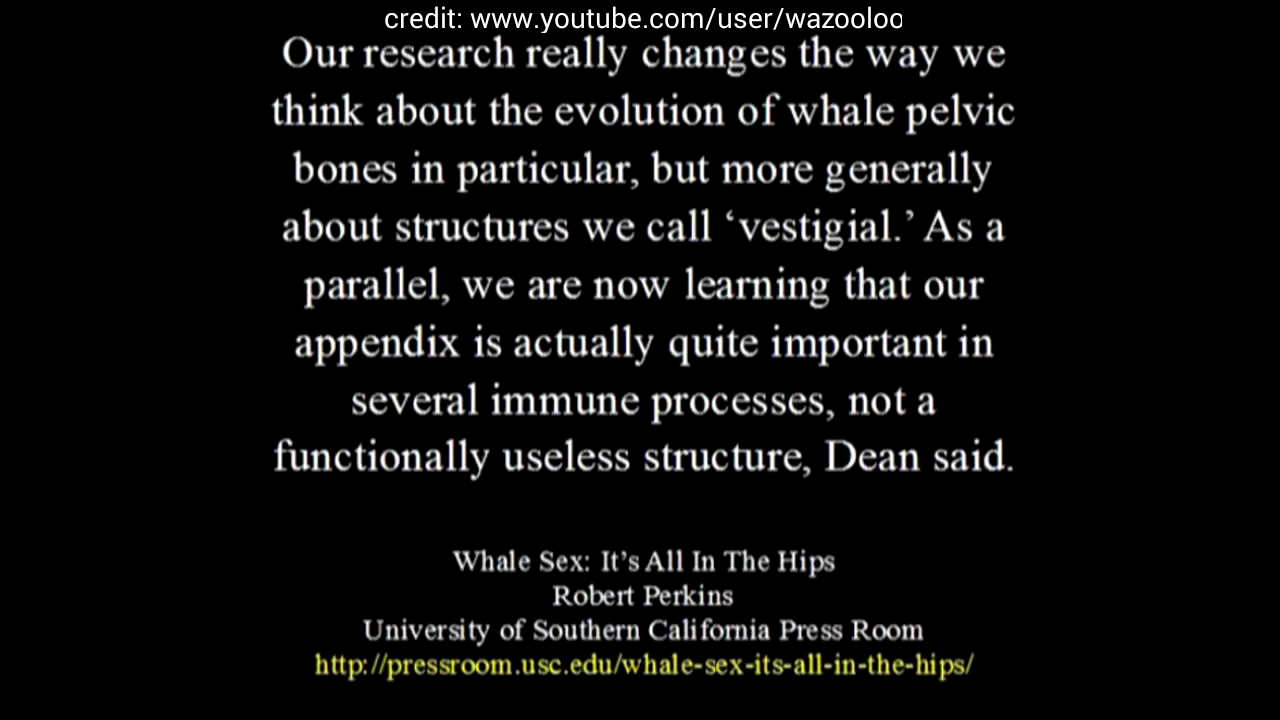 credit: www.youtube.com/user/wazooloo
Our research really changes the way we
think about the evolution of whale pelvic
bones in particular, but more generally
about structures we call ‘vestigial.’ As a
parallel, we are now learning that our
appendix is actually quite important in
several immune processes, not a
functionally useless structure, Dean said.
Whale Sex: It’s All In The Hips
Robert Perkins
University of Southern California Press Room
http://pressroom.usc.edu/whale-sex-its-all-in-the-hips/